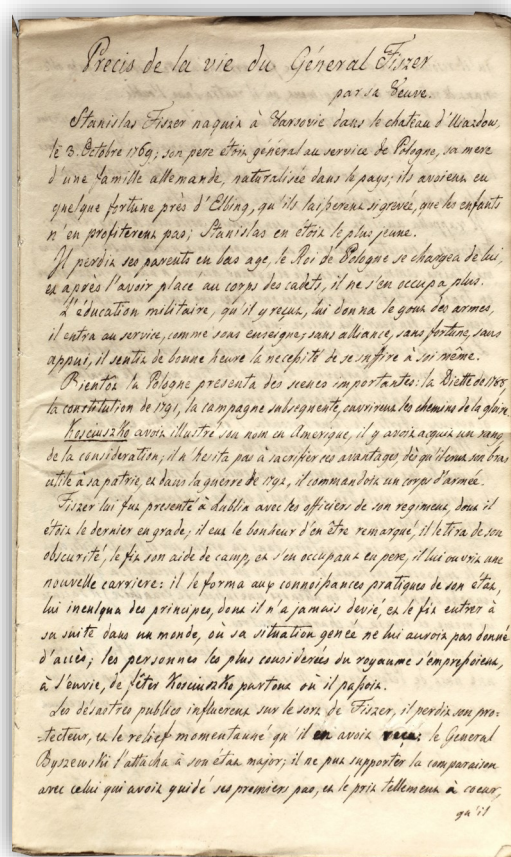 Précis de la vie du Général Fiszer
par sa Veuve.
Stanislas Fiszer naquit à Varsovie dans le chateau d'Uiazdow,
le 3. Octobre 1769; son pere étoit général au service de Pologne, sa mere
d'une famille allemande, naturalisée dans le pays; ils avoient eu
quelque fortune près d'Elbing, qu'ils laisserent si grevée, que les enfants
n'en profiterent pas; Stanislas en étoit le plus jeune.
Il perdit ses parents en bas age, le Roi de Pologne se chargea de lui,
et après l'avoir placé au corps des cadets, il ne s'en occupa plus.
L'éducation militaire, qu'il y reçut, lui donna le gout des armes,
il entra au service, comme sous enseigne; sans alliance, sans fortune, sans
appui, il sentit de bonne heure la necessité de se suffire à soi même.
Bientot la Pologne presenta des scenes importantes: la Diette de 1788,
la constitution de 1791, la campagne subsequente, ouvrirent les chemins de la gloire.
Kosciuszko avoit illustré son nom en Amerique, il y avoit acquit un rang,
de la consideration; il n'hesita pas à sacrifier ces avantages, dès qu'il crut son bras
utile à sa patrie, et dans la guerre de 1792, il commandoit un corps d'armée.
Fiszer lui fut presenté à Lublin avec les officiers de son regiment, dont il
étoit le dernier en grade; il eut le bonheur d'en être remarqué, il le tira de son
obscurité, le fit son aide de camp, et s'en occupant en pere, il lui ouvrit une
nouvelle carriere: il le forma aux connoissances pratiques de son état,
lui inculqua des principes, dont il n'a jamais devié, et le fit entrer à
sa suite dans un monde, ou sa situation genée ne lui auroit pas donné
d'accès; les personnes les plus considerées du royaume s'empressoient,
à l'envie, de fêter Kosciuszko partout où il passoit.
Les désastres publics influerent sur le sort de Fiszer, il perdit son pro-
-tecteur, et le relief momentanné qu'il en avoit recu; le General
Byszewski l'attacha à son état major; il ne put supporter la comparaison
avec celui qui avoit guidé ses premiers pas, et le prit tellement à coeur,
qu'il